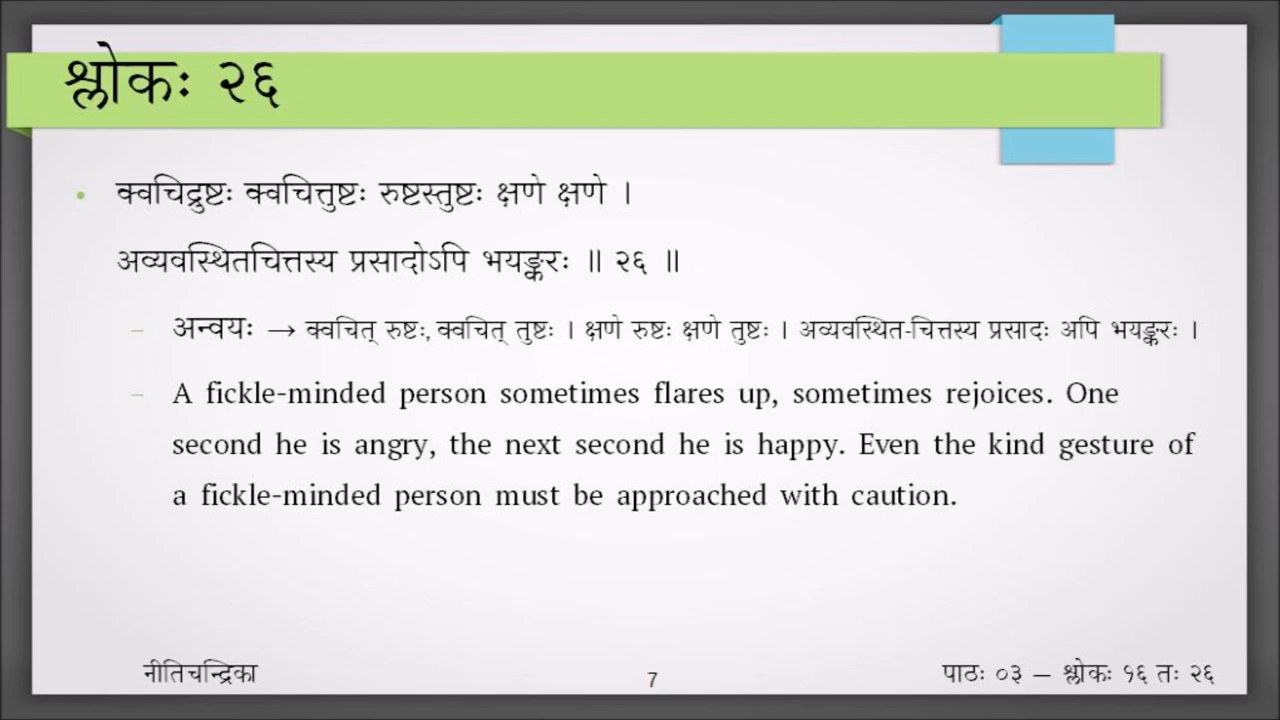 श्लोकः २६
क्वचिद्रुष्टः क्वचित्तुष्टः रुष्टस्तुष्टः क्षणे क्षणे ।
अव्यवस्थितचित्तस्य प्रसादोऽपि भयङ्करः ॥ २६ ॥
– अन्वयः → क्वचित् रुष्टः, क्वचित् तुष्टः । क्षणे रुष्टः क्षणे तुष्टः । अव्यवस्थित-चित्तस्य प्रसादः अपि भयङ्करः ।
– A fickle-minded person sometimes flares up, sometimes rejoices. One
second he is angry, the next second he is happy. Even the kind gesture of
a fickle-minded person must be approached with caution.
नीतिचन्द्रिका 7 पाठः ०३ – श्लोकः १६ तः २६